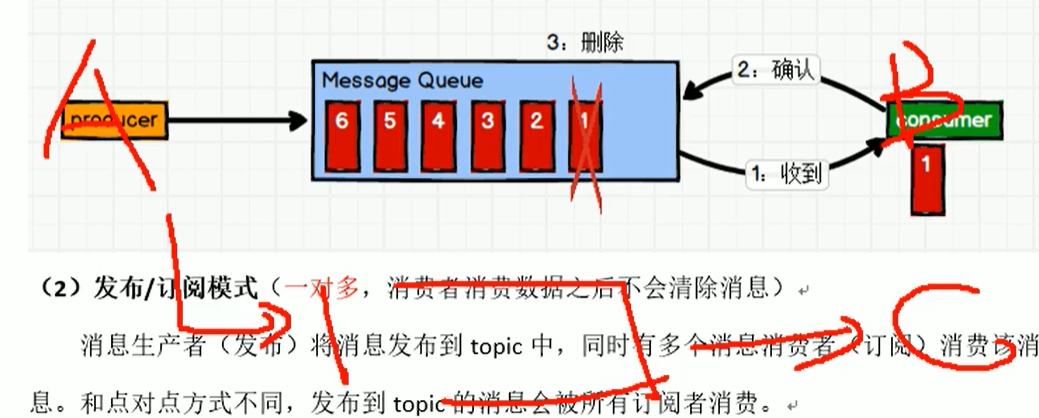 3：删除
Message Queue
2：确认
A
B
producer
6 5 4 3 2 1
consumer
1
1：收到
（2）发布/订阅模式（一对多，消费者消费数据之后不会清除消息）
消息生产者（发布）将消息发布到 topic 中，同时有多个消息消费者（订阅）消费该消
C
息。和点对点方式不同，发布到 topic 的消息会被所有订阅者消费。